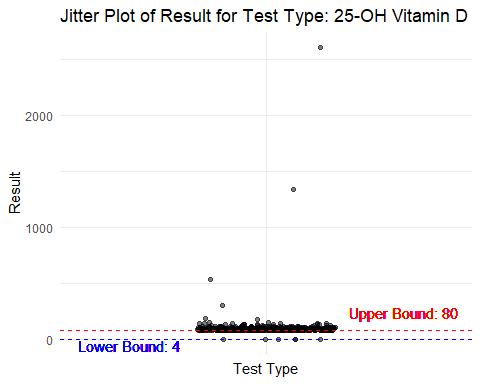 Jitter Plot of Result for Test Type: 25-OH Vitamin D
2000
1000
0
Result
Upper Bound: 80
Lower Bound: 4
Test Type